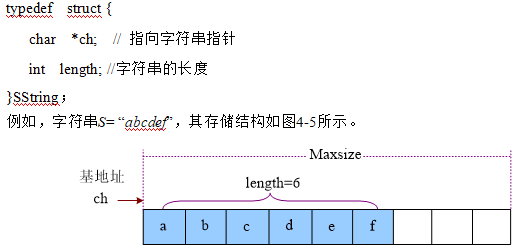 typedef struct {
char *ch; // 指向字符串指针
int length; //字符串的长度
}SString；
例如，字符串S= “abcdef”，其存储结构如图4-5所示。
Maxsize
基地址
length=6
ch
a b c d e f